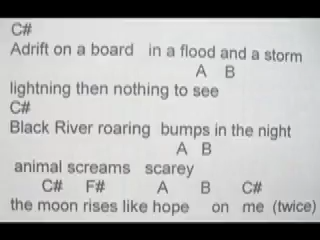 C#
Adrift on a board in a flood and a storm
A B
lightning then nothing to see
C#
Black River roaring bumps in the night
A B
animal screams scarey
C# F# A B C#
the moon rises like hope on me (twice)